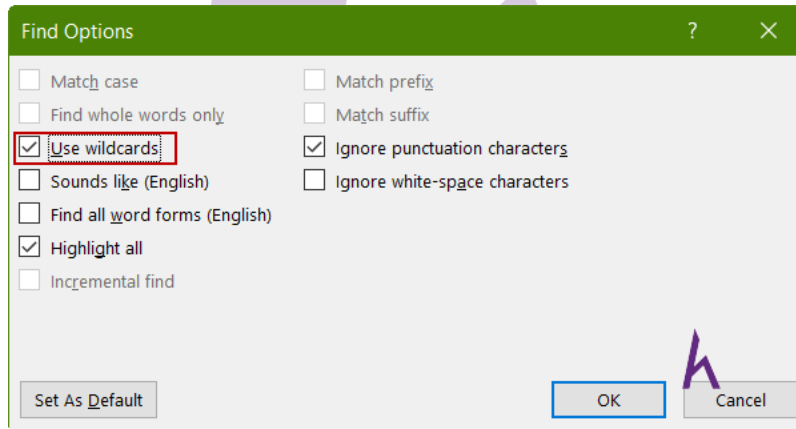 Find Options ?
Match case
Find whole words only
Use wildcards
Sounds like (English)
Find all word forms (English)
Highlight all
Incremental find
Match prefix
Match suffix
Ignore punctuation characters
Ignore white-space characters
Set As Default OK Cancel